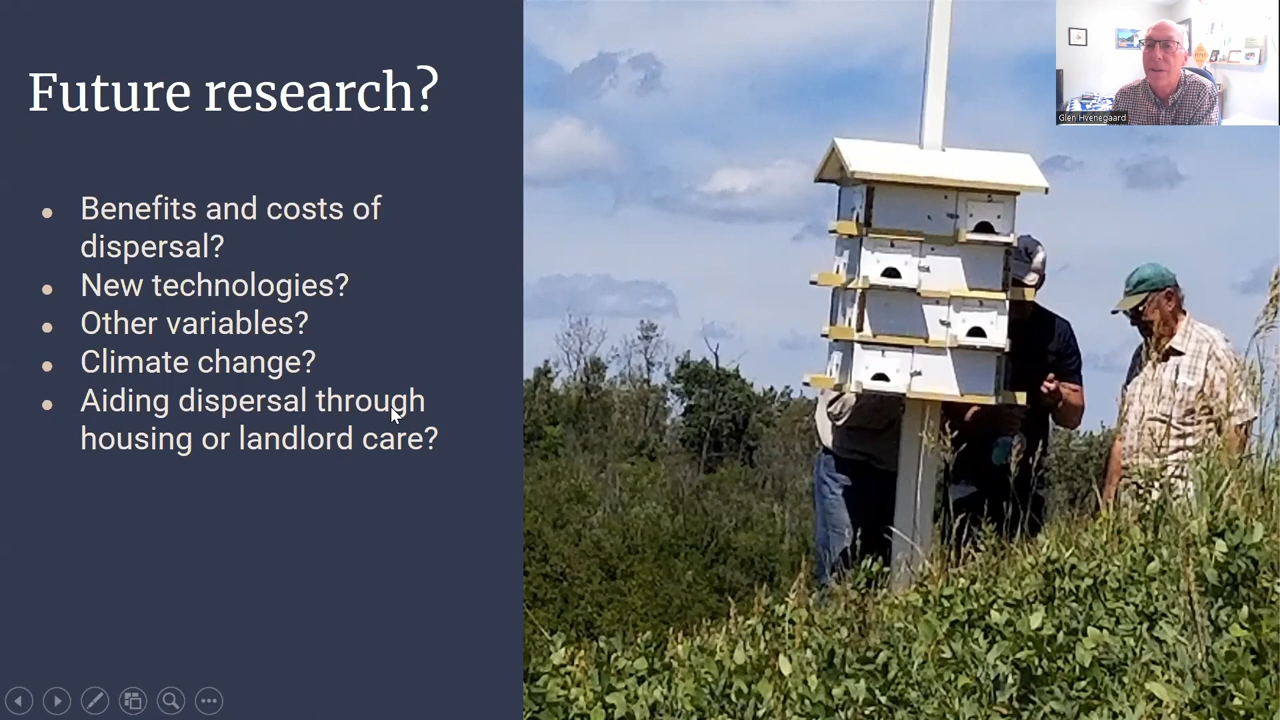 Future research?
● Benefits and costs of
dispersal?
● New technologies?
● Other variables?
● Climate change?
● Aiding dispersal through
housing or landlord care?
Glen Hvenegaard